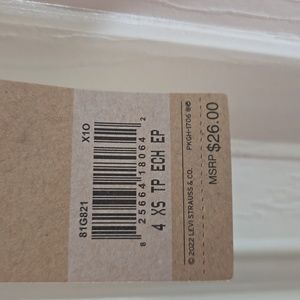 81G821 X10
8 25664 18064 2
4 XS TP ECH EP
© 2022 LEVI STRAUSS & CO. PKGH-1706
MSRP $26.00